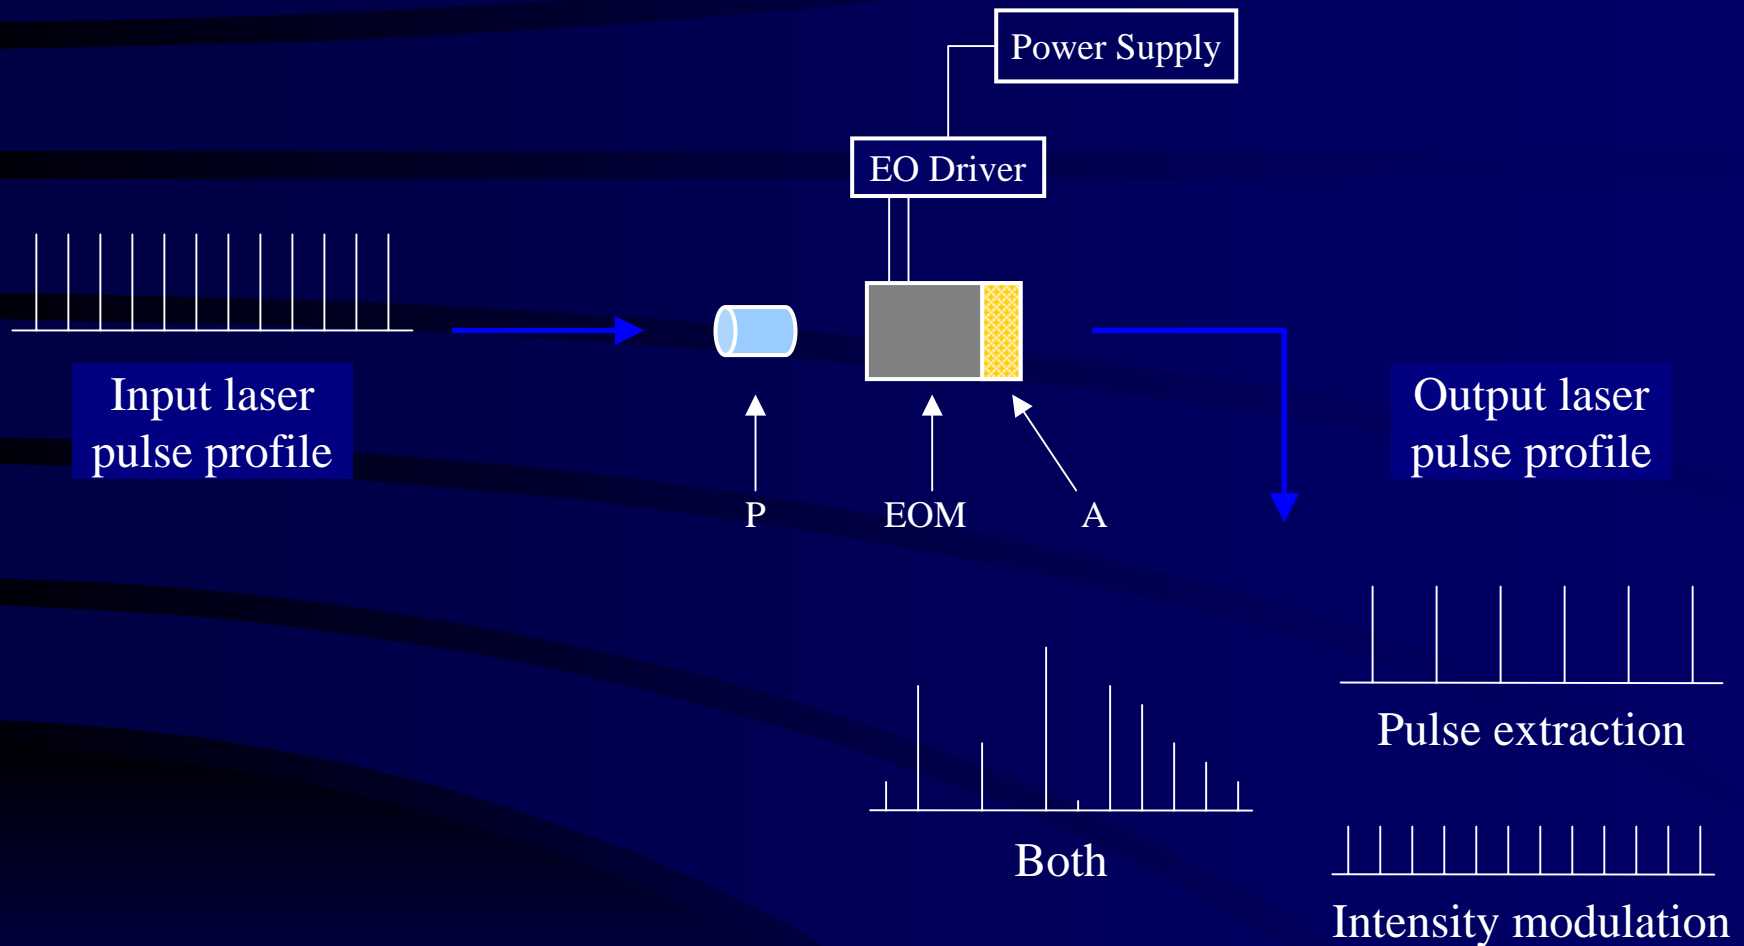 Power Supply
EO Driver
Input laser
pulse profile
P
EOM
A
Output laser
pulse profile
Pulse extraction
Both
Intensity modulation